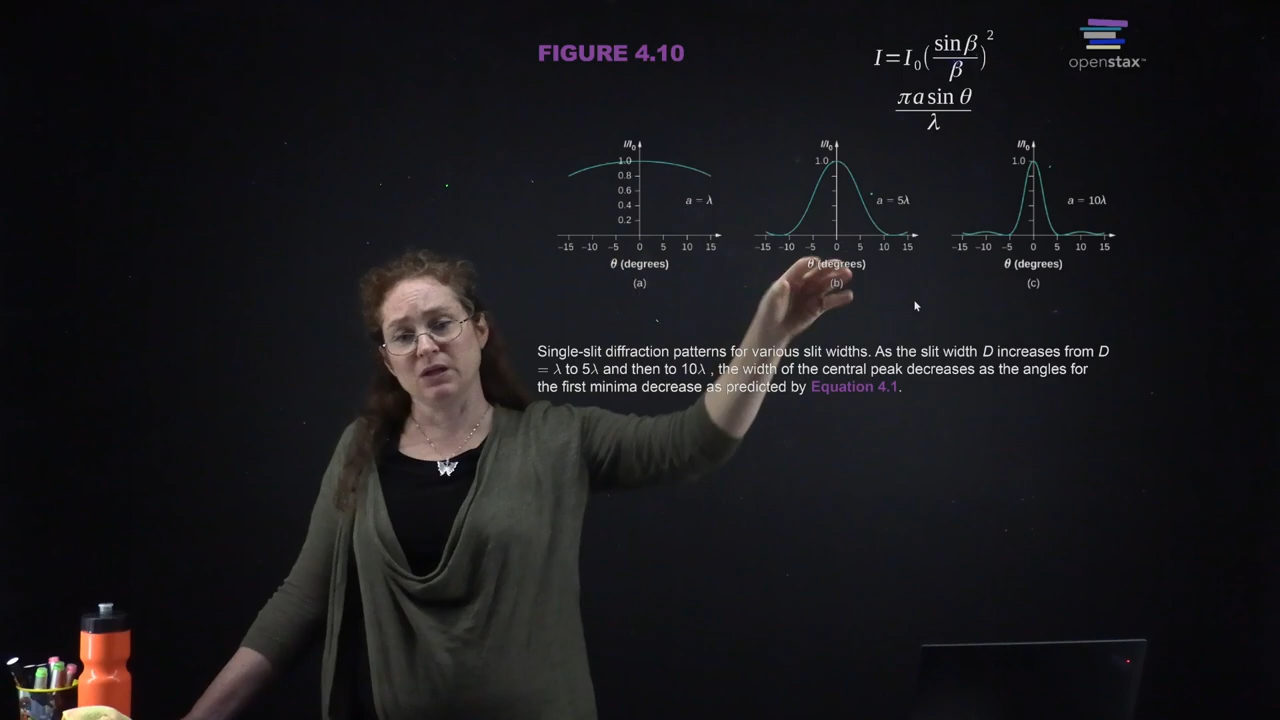 FIGURE 4.10
I=I₀(sin β/β)²
πa sin θ/λ
openstax™
I/I₀
1.0
0.8
0.6
0.4
0.2
a = λ
−15 −10 −5 0 5 10 15
θ (degrees)
(a)
I/I₀
1.0
a = 5λ
−15 −10 −5 0 5 10 15
θ (degrees)
(b)
I/I₀
1.0
a = 10λ
−15 −10 −5 0 5 10 15
θ (degrees)
(c)
Single-slit diffraction patterns for various slit widths. As the slit width D increases from D
= λ to 5λ and then to 10λ , the width of the central peak decreases as the angles for
the first minima decrease as predicted by Equation 4.1.